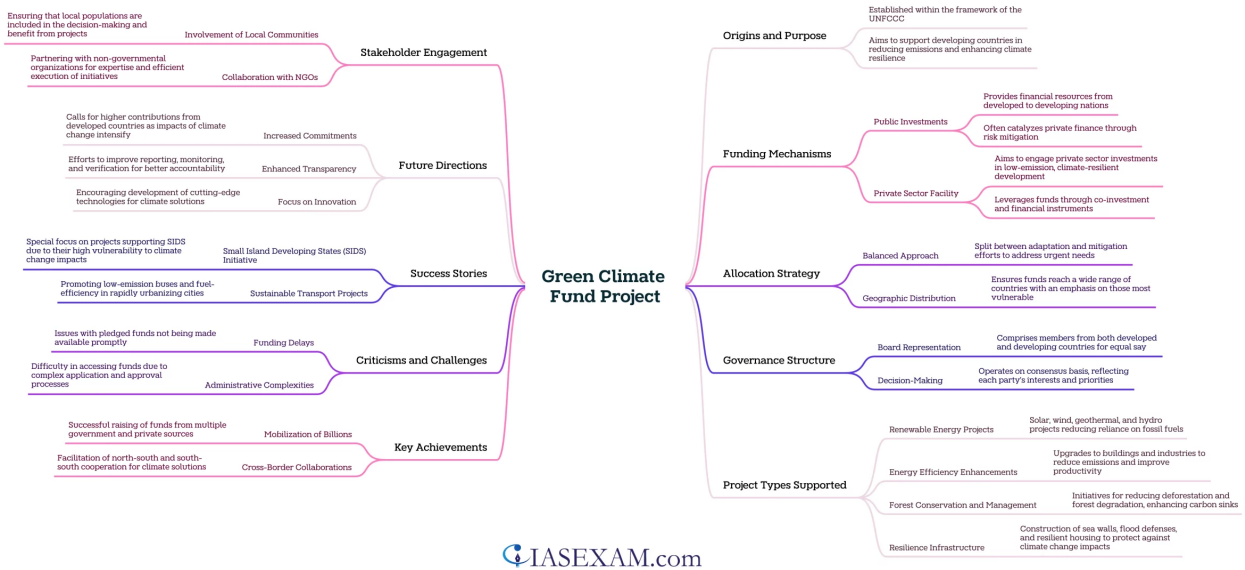 Green Climate
Fund Project
Stakeholder Engagement
Involvement of Local Communities
Ensuring that local populations are
included in the decision-making and
benefit from projects
Collaboration with NGOs
Partnering with non-governmental
organizations for expertise and efficient
execution of initiatives
Future Directions
Increased Commitments
Calls for higher contributions from
developed countries as impacts of climate
change intensify
Enhanced Transparency
Efforts to improve reporting, monitoring,
and verification for better accountability
Focus on Innovation
Encouraging development of cutting-edge
technologies for climate solutions
Success Stories
Small Island Developing States (SIDS)
Initiative
Special focus on projects supporting SIDS
due to their high vulnerability to climate
change impacts
Sustainable Transport Projects
Promoting low-emission buses and fuel-
efficiency in rapidly urbanizing cities
Criticisms and Challenges
Funding Delays
Issues with pledged funds not being made
available promptly
Administrative Complexities
Difficulty in accessing funds due to
complex application and approval
processes
Key Achievements
Mobilization of Billions
Successful raising of funds from multiple
government and private sources
Cross-Border Collaborations
Facilitation of north-south and south-
south cooperation for climate solutions
Origins and Purpose
Established within the framework of the
UNFCCC
Aims to support developing countries in
reducing emissions and enhancing climate
resilience
Funding Mechanisms
Public Investments
Provides financial resources from
developed to developing nations
Often catalyzes private finance through
risk mitigation
Private Sector Facility
Aims to engage private sector investments
in low-emission, climate-resilient
development
Leverages funds through co-investment
and financial instruments
Allocation Strategy
Balanced Approach
Split between adaptation and mitigation
efforts to address urgent needs
Geographic Distribution
Ensures funds reach a wide range of
countries with an emphasis on those most
vulnerable
Governance Structure
Board Representation
Comprises members from both developed
and developing countries for equal say
Decision-Making
Operates on consensus basis, reflecting
each party's interests and priorities
Project Types Supported
Renewable Energy Projects
Solar, wind, geothermal, and hydro
projects reducing reliance on fossil fuels
Energy Efficiency Enhancements
Upgrades to buildings and industries to
reduce emissions and improve
productivity
Forest Conservation and Management
Initiatives for reducing deforestation and
forest degradation, enhancing carbon sinks
Resilience Infrastructure
Construction of sea walls, flood defenses,
and resilient housing to protect against
climate change impacts
IASEXAM.com